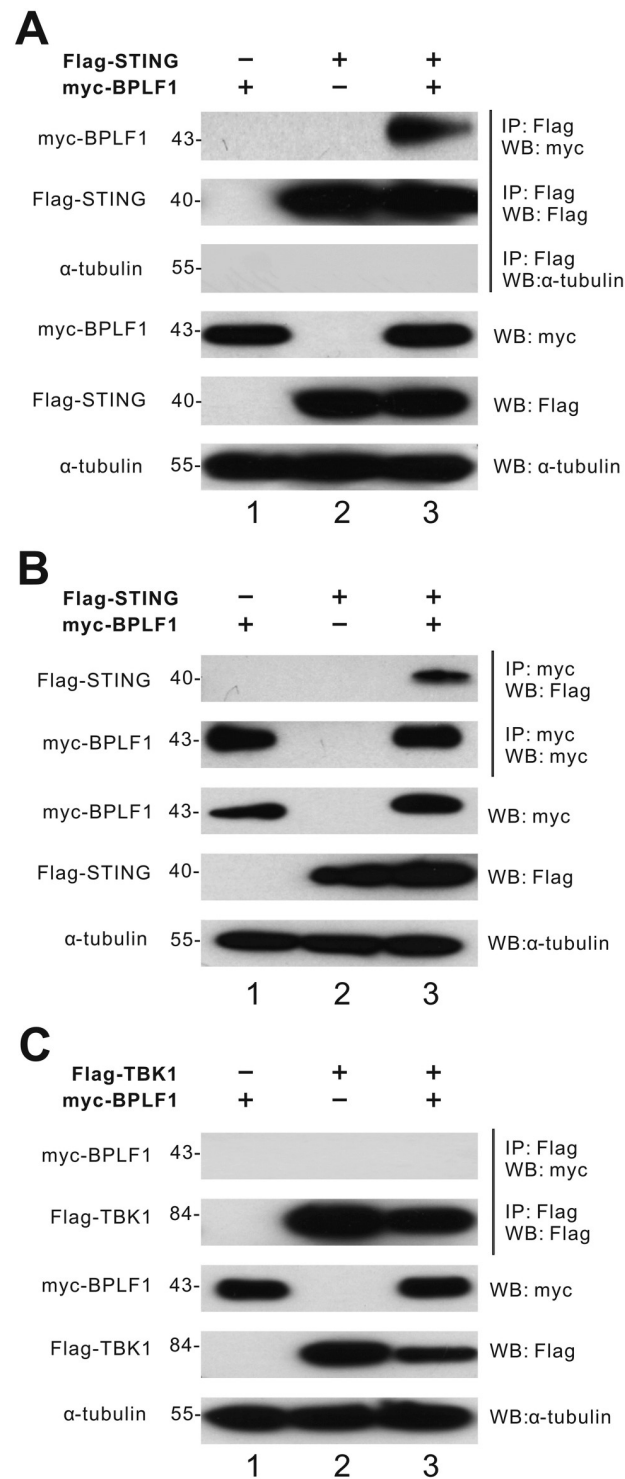 A
Flag-STING − + +
myc-BPLF1 + − +
myc-BPLF1 43- IP: Flag
WB: myc
Flag-STING 40- IP: Flag
WB: Flag
α-tubulin 55- IP: Flag
WB:α-tubulin
myc-BPLF1 43- WB: myc
Flag-STING 40- WB: Flag
α-tubulin 55- WB: α-tubulin
1 2 3
B
Flag-STING − + +
myc-BPLF1 + − +
Flag-STING 40- IP: myc
WB: Flag
myc-BPLF1 43- IP: myc
WB: myc
myc-BPLF1 43- WB: myc
Flag-STING 40- WB: Flag
α-tubulin 55- WB:α-tubulin
1 2 3
C
Flag-TBK1 − + +
myc-BPLF1 + − +
myc-BPLF1 43- IP: Flag
WB: myc
Flag-TBK1 84- IP: Flag
WB: Flag
myc-BPLF1 43- WB: myc
Flag-TBK1 84- WB: Flag
α-tubulin 55- WB:α-tubulin
1 2 3